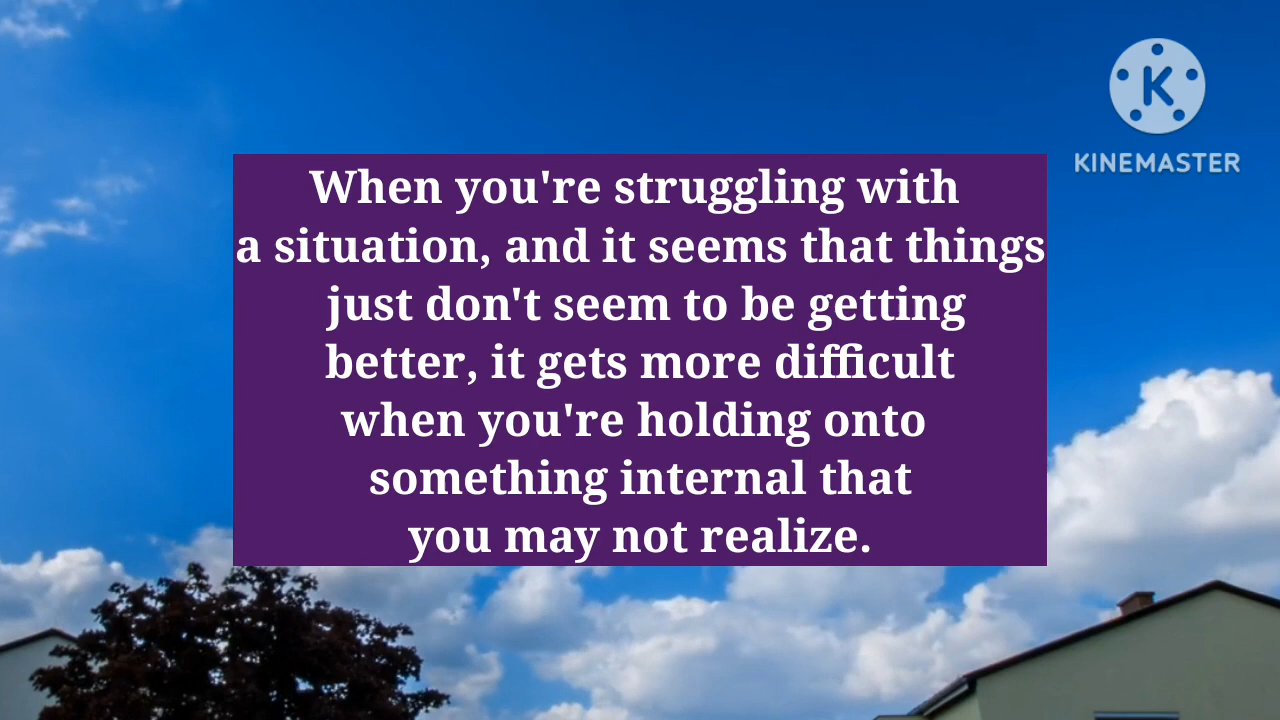 K
KINEMASTER
When you're struggling with
a situation, and it seems that things
just don't seem to be getting
better, it gets more difficult
when you're holding onto
something internal that
you may not realize.